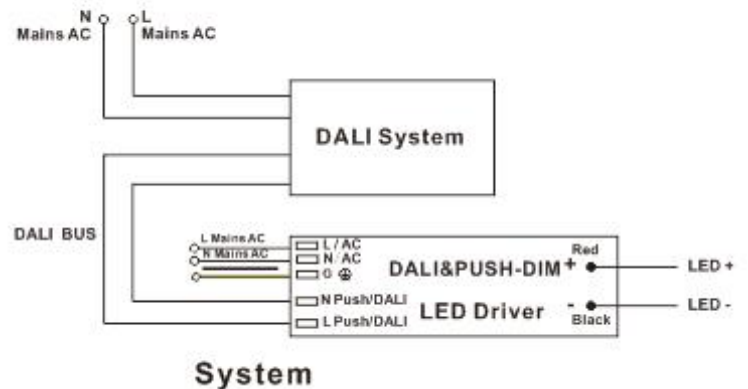 N
L
Mains AC
Mains AC
DALI System
DALI BUS
L Mains AC
N Mains AC
L / AC
N / AC
G
N Push/DALI
L Push/DALI
DALI&PUSH-DIM
LED Driver
Red
+
-
Black
LED +
LED -
System